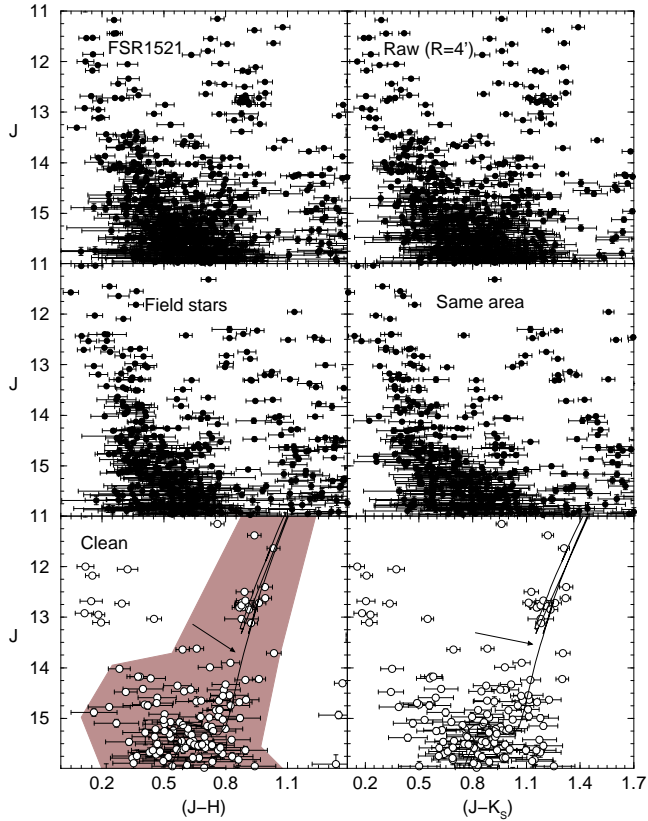 FSR1521
Raw (R=4')
11
12
13
J
14
15
Field stars
Same area
11
12
13
J
14
15
Clean
11
12
13
J
14
15
0.2 0.5 0.8 1.1
0.2 0.5 0.8 1.1 1.4 1.7
(J−H)
(J−K_S)